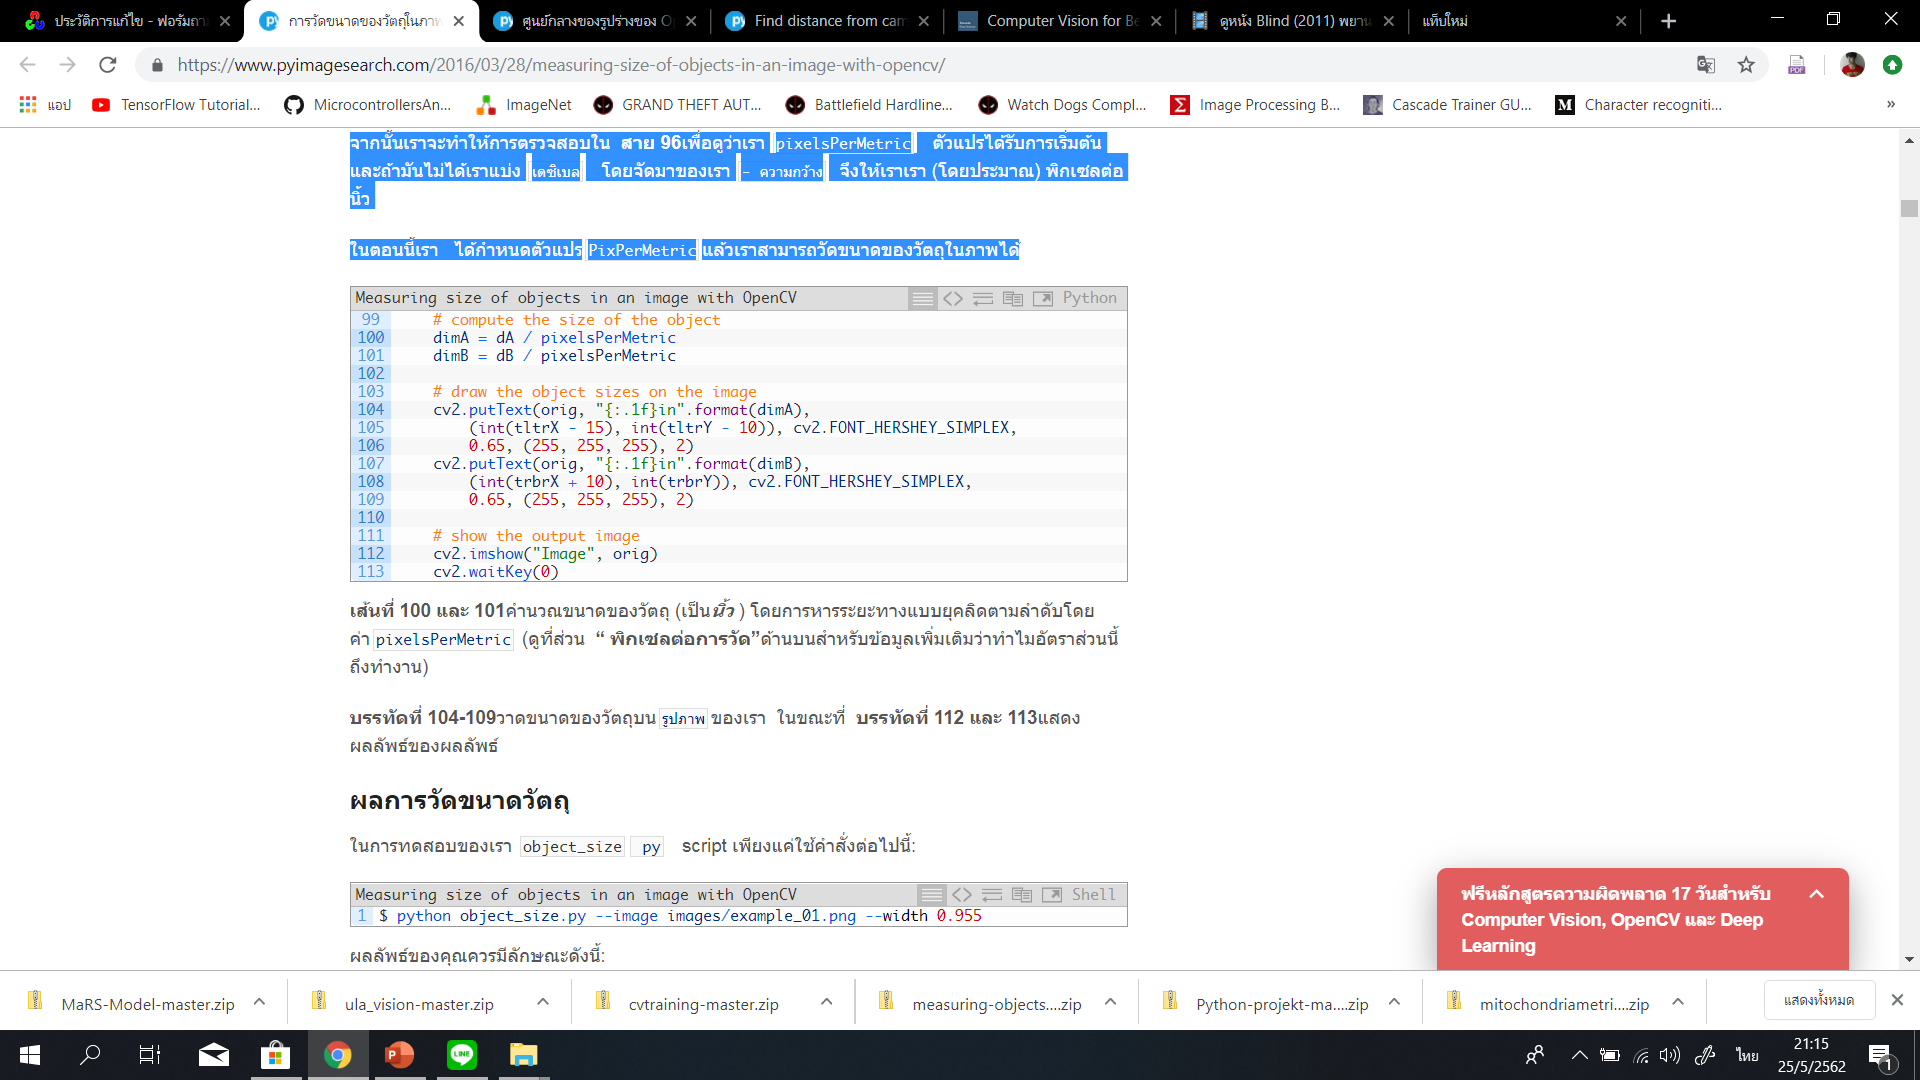 ประวัติการแก้ไข - ฟอรัมถาม
การวัดขนาดของวัตถุในภาพ
ศูนย์กลางของรูปร่างของ Op
Find distance from cam
Computer Vision for Be
ดูหนัง Blind (2011) พยาน
แท็บใหม่
https://www.pyimagesearch.com/2016/03/28/measuring-size-of-objects-in-an-image-with-opencv/
แอป
TensorFlow Tutorial...
MicrocontrollersAn...
ImageNet
GRAND THEFT AUT...
Battlefield Hardline...
Watch Dogs Compl...
Image Processing B...
Cascade Trainer GU...
Character recogniti...
»
จากนั้นเราจะทำให้การตรวจสอบใน สาย 96เพื่อดูว่าเรา pixelsPerMetric ตัวแปรได้รับการเริ่มต้น
และถ้ามันไม่ได้เราแบ่ง เดซิเบล โดยจัดมาของเรา - ความกว้าง จึงให้เราเรา (โดยประมาณ) พิกเซลต่อ
นิ้ว
ในตอนนี้เรา ได้กำหนดตัวแปร PixPerMetric แล้วเราสามารถวัดขนาดของวัตถุในภาพได้
Measuring size of objects in an image with OpenCV Python
99 # compute the size of the object
100 dimA = dA / pixelsPerMetric
101 dimB = dB / pixelsPerMetric
102
103 # draw the object sizes on the image
104 cv2.putText(orig, "{:.1f}in".format(dimA),
105 (int(tltrX - 15), int(tltrY - 10)), cv2.FONT_HERSHEY_SIMPLEX,
106 0.65, (255, 255, 255), 2)
107 cv2.putText(orig, "{:.1f}in".format(dimB),
108 (int(trbrX + 10), int(trbrY)), cv2.FONT_HERSHEY_SIMPLEX,
109 0.65, (255, 255, 255), 2)
110
111 # show the output image
112 cv2.imshow("Image", orig)
113 cv2.waitKey(0)
เส้นที่ 100 และ 101คำนวณขนาดของวัตถุ (เป็นนิ้ว ) โดยการหารระยะทางแบบยุคลิดตามลำดับโดย
ค่า pixelsPerMetric (ดูที่ส่วน “ พิกเซลต่อการวัด”ด้านบนสำหรับข้อมูลเพิ่มเติมว่าทำไมอัตราส่วนนี้
ถึงทำงาน)
บรรทัดที่ 104-109วาดขนาดของวัตถุบน รูปภาพ ของเรา ในขณะที่ บรรทัดที่ 112 และ 113แสดง
ผลลัพธ์ของผลลัพธ์
ผลการวัดขนาดวัตถุ
ในการทดสอบของเรา object_size py script เพียงแค่ใช้คำสั่งต่อไปนี้:
Measuring size of objects in an image with OpenCV Shell
1 $ python object_size.py --image images/example_01.png --width 0.955
ผลลัพธ์ของคุณควรมีลักษณะดังนี้:
ฟรีหลักสูตรความผิดพลาด 17 วันสำหรับ
Computer Vision, OpenCV และ Deep
Learning
MaRS-Model-master.zip
ula_vision-master.zip
cvtraining-master.zip
measuring-objects....zip
Python-projekt-ma....zip
mitochondriametri....zip
แสดงทั้งหมด
LINE
ไทย
21:15
25/5/2562
1